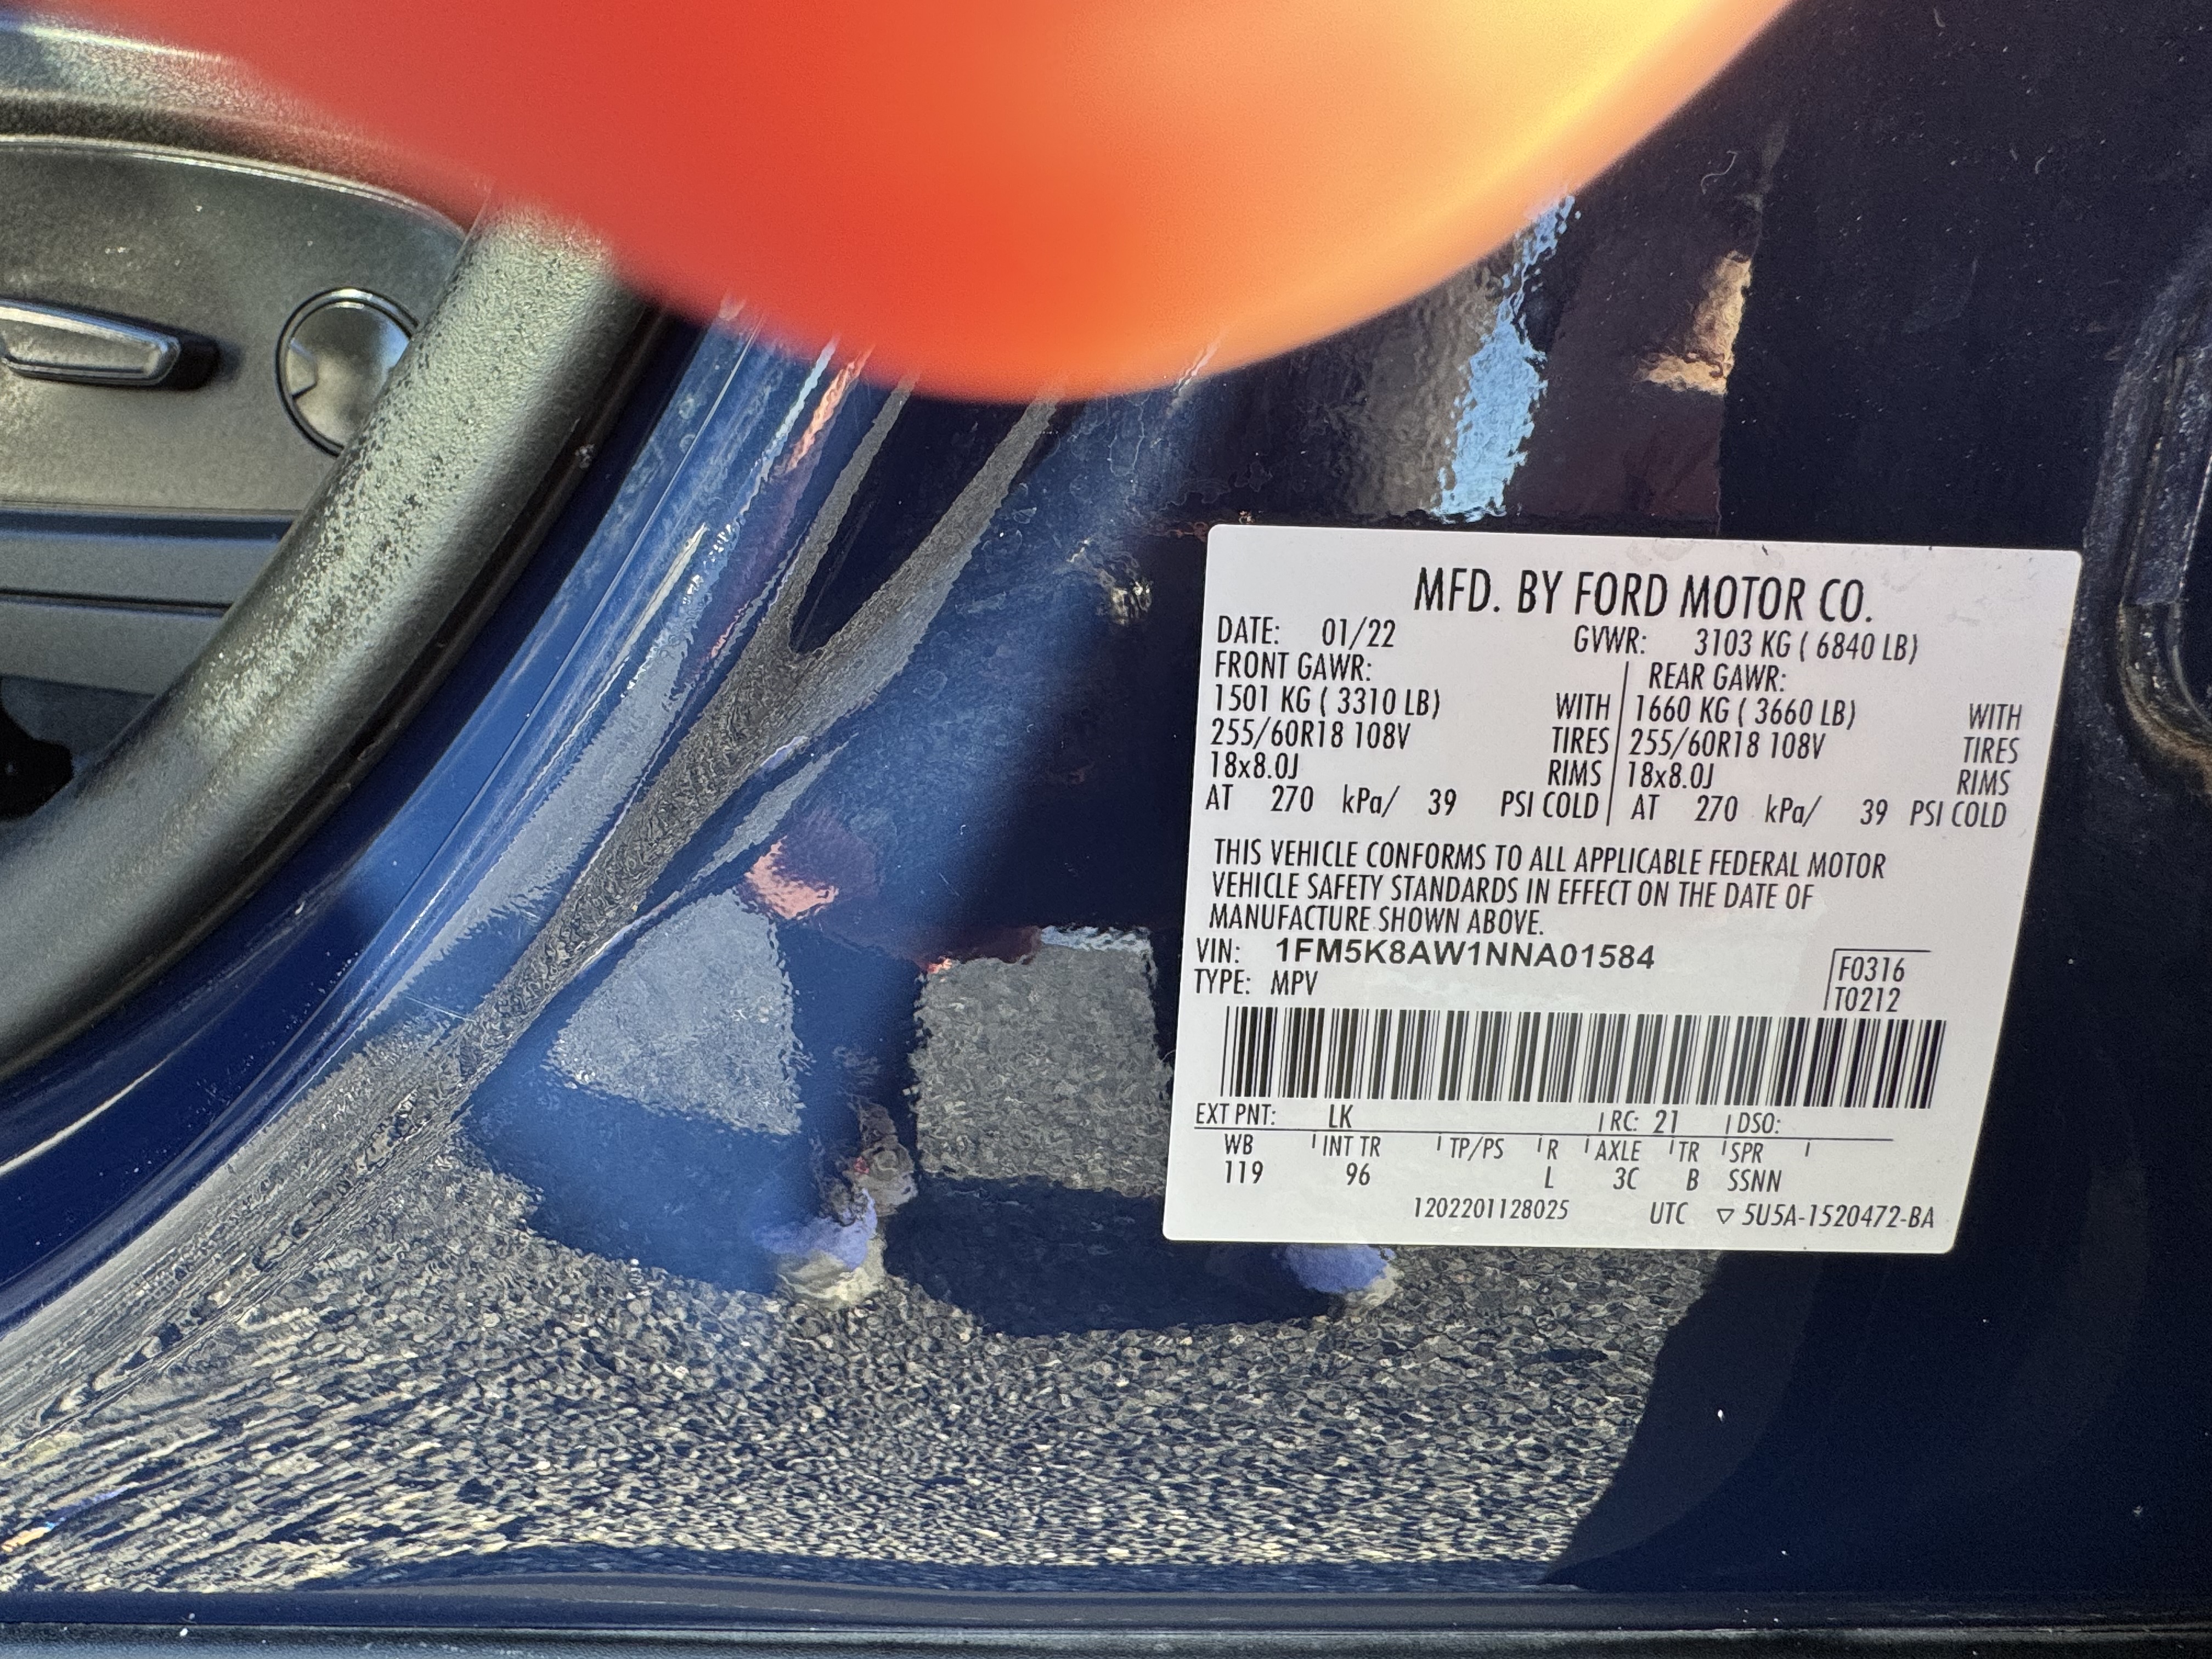 MFD. BY FORD MOTOR CO.
DATE: 01/22 GVWR: 3103 KG ( 6840 LB)
FRONT GAWR: REAR GAWR:
1501 KG ( 3310 LB) WITH 1660 KG ( 3660 LB) WITH
255/60R18 108V TIRES 255/60R18 108V TIRES
18x8.0J RIMS 18x8.0J RIMS
AT 270 kPa/ 39 PSI COLD AT 270 kPa/ 39 PSI COLD
THIS VEHICLE CONFORMS TO ALL APPLICABLE FEDERAL MOTOR
VEHICLE SAFETY STANDARDS IN EFFECT ON THE DATE OF
MANUFACTURE SHOWN ABOVE.
VIN: 1FM5K8AW1NNA01584
F0316
TYPE: MPV
T0212
EXT PNT: LK RC: 21 DSO:
WB INT TR TP/PS R AXLE TR SPR
119 96 L 3C B SSNN
1202201128025 UTC ▽ 5U5A-1520472-BA